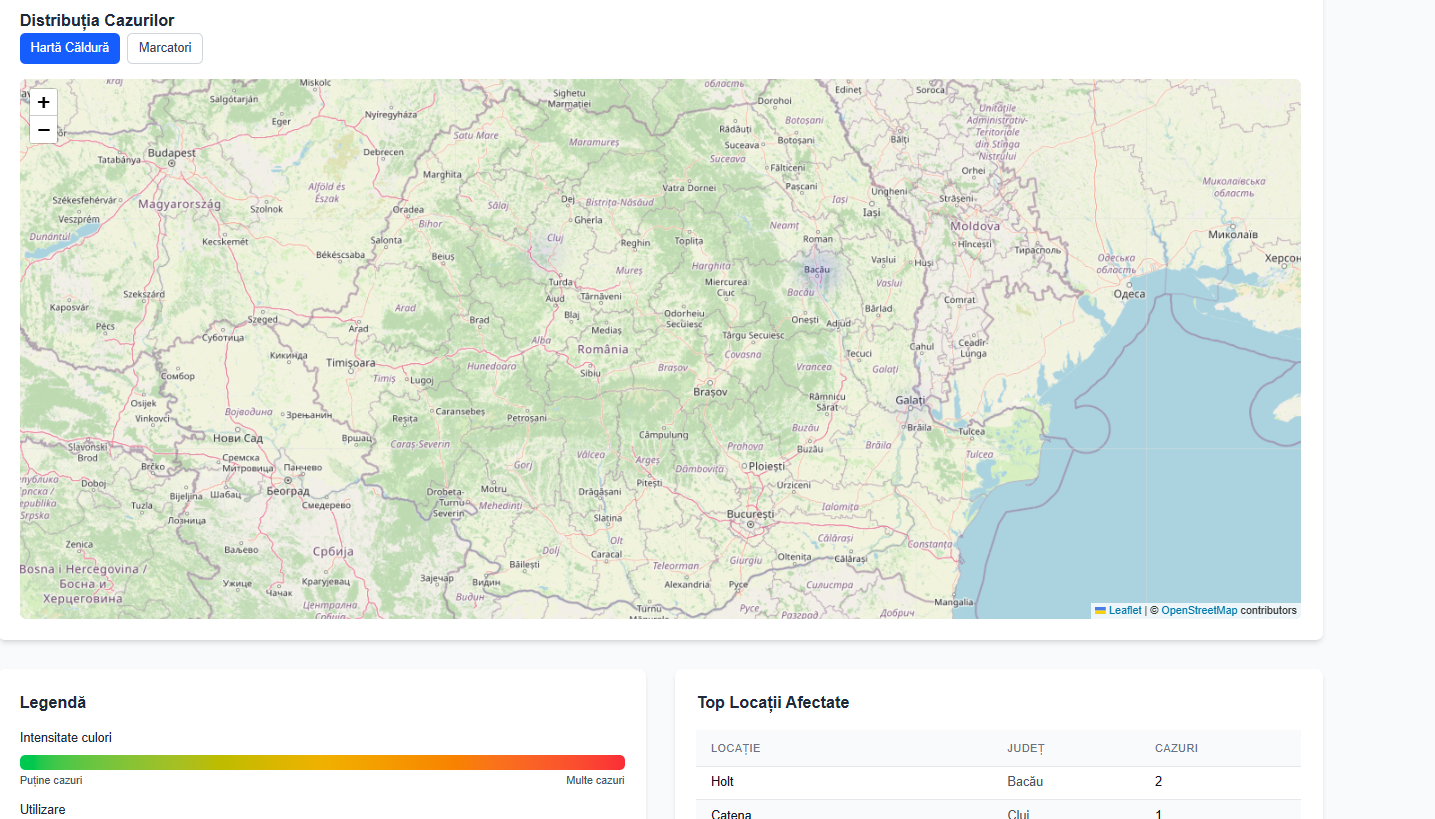 Distribuția Cazurilor
Hartă Căldură
Marcatori
+
−
Miskolc
Salgótarján
Eger
Nyíregyháza
Sighetu
Marmației
область
Edineț
Soroca
Dorohoi
Botoșani
Unitățile
Administrativ-
Teritoriale
din Stînga
Nistrului
Satu Mare
Maramureș
Rădăuți
Suceava
Botoșani
Suceava
Bălți
Budapest
Tatabánya
Debrecen
Marghita
Fălticeni
Orhei
Vatra Dornei
Pașcani
Ungheni
Strășeni
Миколаївська
область
Alföld és
Észak
Székesfehérvár
Magyarország
Szolnok
Oradea
Sălaj
Dej
Bistrița-Năsăud
Iași
Iași
Veszprém
Bihor
Gherla
Neamț
Moldova
Dunántúl
Kecskemét
Salonta
Cluj
Reghin
Toplița
Roman
Hîncești
Тирасполь
Миколаїв
Békéscsaba
Beiuș
Mureș
Harghita
Bacău
Vaslui
Huși
Одеська
область
Херсон
Turda
Miercurea
Ciuc
Bacău
Vaslui
Szekszárd
Aiud
Târnăveni
Comrat
Одеса
Kaposvár
Arad
Blaj
Odorheiu
Secuiesc
Bârlad
Pécs
Szeged
Arad
Brad
Mediaș
Onești
Adjud
Суботица
Alba
Târgu Secuiesc
Cahul
Ceadîr
Lunga
Кикинда
Timișoara
Hunedoara
România
Covasna
Tecuci
Сомбор
Timiș
Lugoj
Sibiu
Brașov
Vrancea
Galați
Osijek
Brașov
Râmnicu
Sărat
Galați
Vinkovci
Војводина
Зрењанин
Reșița
Caransebeș
Petroșani
Brăila
Tulcea
Нови Сад
Вршац
Caraș-Severin
Câmpulung
Buzău
Brăila
Slavonski
Brod
Сремска
Митровица
Панчево
Vâlcea
Argeș
Prahova
Buzău
Tulcea
Brčko
Gorj
Dâmbovița
Ploiești
Doboj
Bijeljina
Шабац
Београд
Drobeta-
Turnu
Severin
Motru
Drăgășani
Pitești
Urziceni
Tuzla
Смедерево
Mehedinți
Ialomița
Лозница
Slatina
București
Zenica
Ваљево
Србија
Dolj
Olt
Caracal
Călărași
Constanța
Bosna i Hercegovina /
Босна и
Херцеговина
Ужице
Крагујевац
Зајечар
Băilești
Видин
Teleorman
Giurgiu
Oltenița
Călărași
Чачак
Alexandria
Русе
Силистра
Mangalia
Централна
Видин
Turnu
Русе
Разград
Добрич
Leaflet | © OpenStreetMap contributors
Legendă
Intensitate culori
Puține cazuri
Multe cazuri
Utilizare
Top Locații Afectate
LOCAȚIE JUDEȚ CAZURI
Holt Bacău 2
Catena Cluj 1